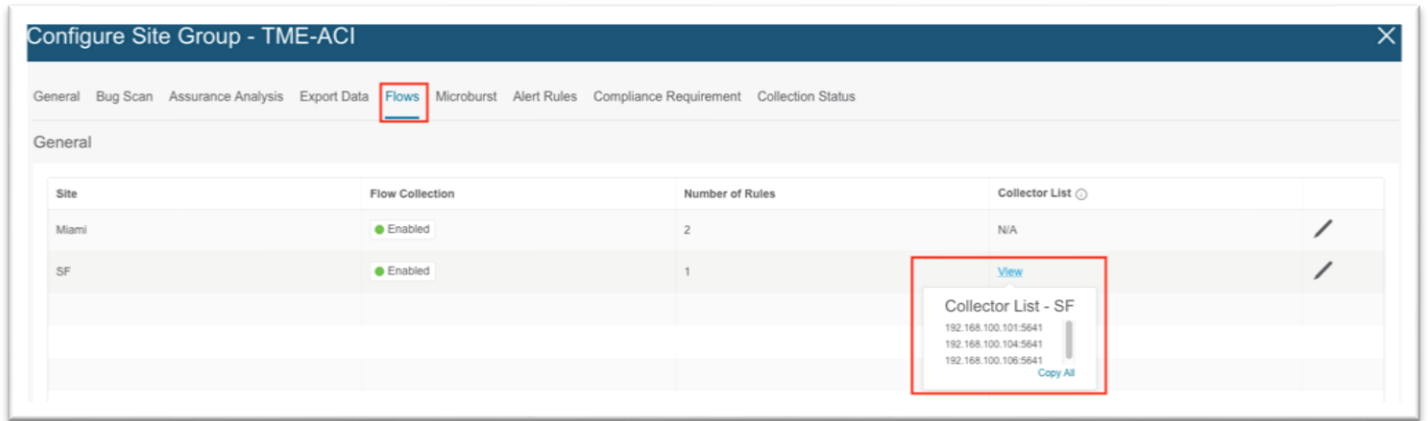 Configure Site Group - TME-ACI
General Bug Scan Assurance Analysis Export Data Flows Microburst Alert Rules Compliance Requirement Collection Status
General
Site Flow Collection Number of Rules Collector List
Miami Enabled 2 N/A
SF Enabled 1 View
Collector List - SF
192.168.100.101:5641
192.168.100.104:5641
192.168.100.106:5641
Copy All